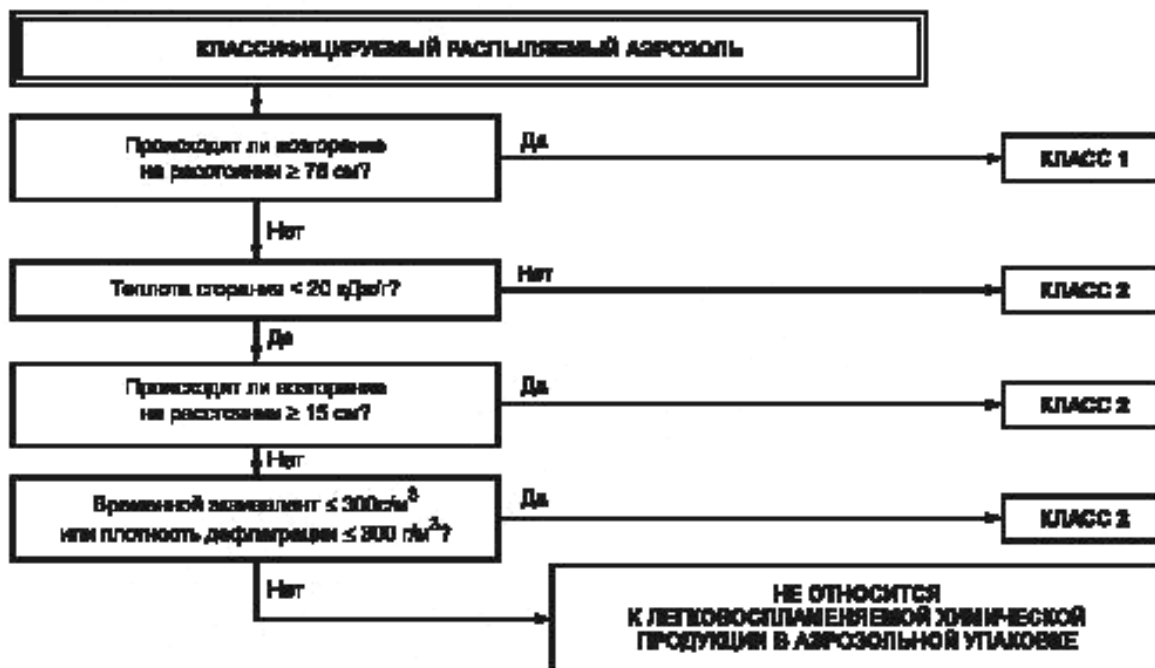 КЛАССИФИЦИРУЕМЫЙ РАСПЫЛЯЕМЫЙ АЭРОЗОЛЬ
Происходит ли возгорание
на расстоянии ≥ 75 см?
Да
КЛАСС 1
Нет
Теплота сгорания < 20 кДж/г?
Нет
КЛАСС 2
Да
Происходит ли возгорание
на расстоянии ≥ 15 см?
Да
КЛАСС 2
Нет
Временной эквивалент ≤ 300с/м³
или плотность дефлаграции ≤ 300 г/м³?
Да
КЛАСС 2
Нет
НЕ ОТНОСИТСЯ
К ЛЕГКОВОСПЛАМЕНЯЕМОЙ ХИМИЧЕСКОЙ
ПРОДУКЦИИ В АЭРОЗОЛЬНОЙ УПАКОВКЕ